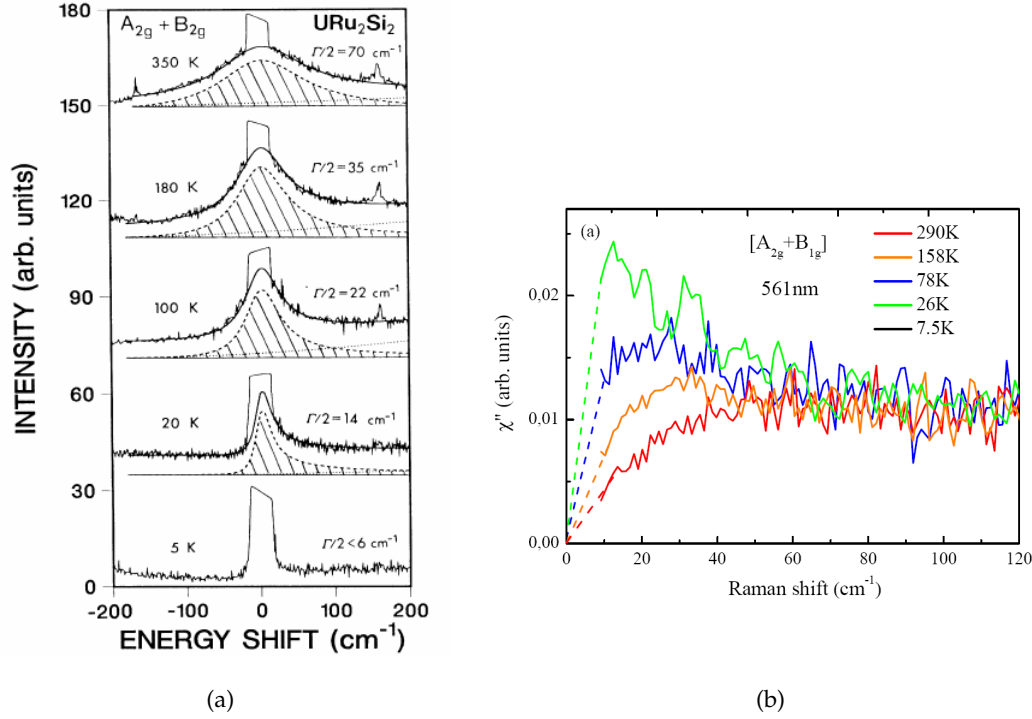 A2g + B2g
URu2Si2
350 K
Γ/2 = 70 cm-1
180 K
Γ/2 = 35 cm-1
100 K
Γ/2 = 22 cm-1
20 K
Γ/2 = 14 cm-1
5 K
Γ/2 < 6 cm-1
180
150
120
90
60
30
0
INTENSITY (arb. units)
-200
-100
0
100
200
ENERGY SHIFT (cm-1)
(a)
(a)
[A2g+B1g]
561nm
290K
158K
78K
26K
7.5K
0.02
0.01
0,00
χ" (arb. units)
0
20
40
60
80
100
120
Raman shift (cm-1)
(b)